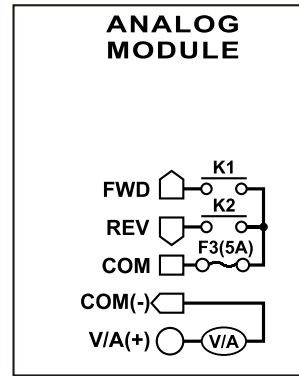 ANALOG
MODULE
K1
FWD
K2
REV
F3(5A)
COM
COM(-)
V/A(+) V/A